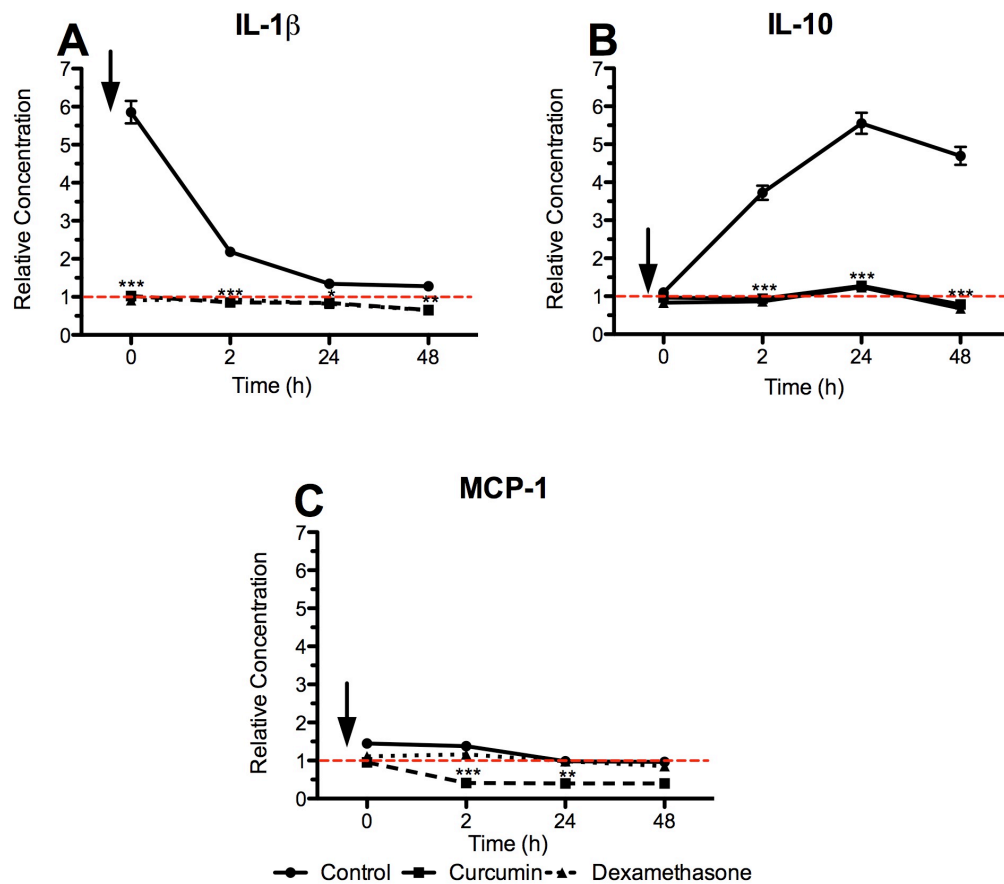 A
IL-1β
7
6
5
4
3
2
1
0
Relative Concentration
***
***
*
**
0 2 24 48
Time (h)
B
IL-10
7
6
5
4
3
2
1
0
Relative Concentration
***
***
***
0 2 24 48
Time (h)
C
MCP-1
7
6
5
4
3
2
1
0
Relative Concentration
***
**
0 2 24 48
Time (h)
Control Curcumin Dexamethasone